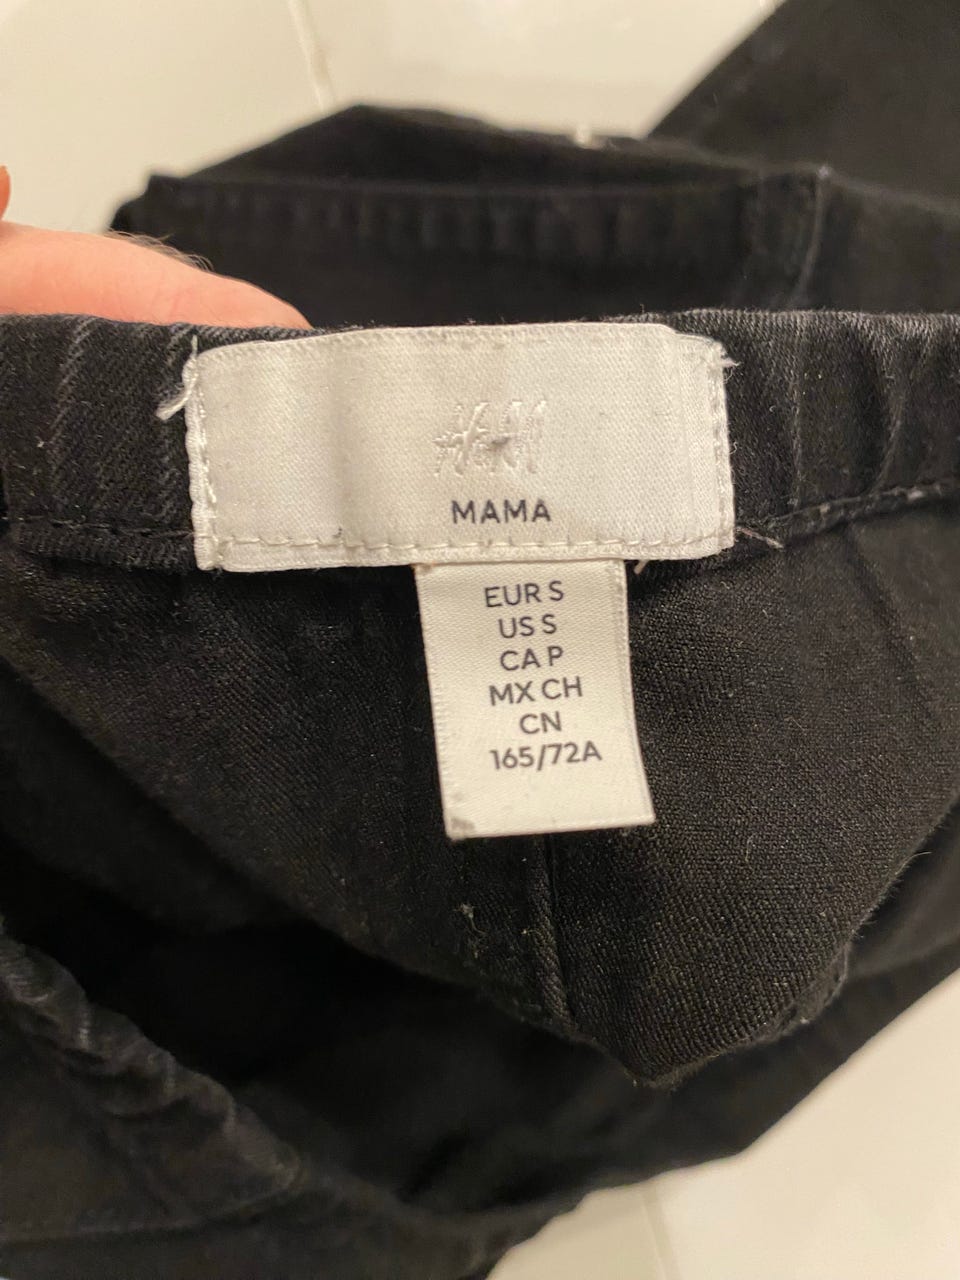 H&M
MAMA
EUR S
US S
CA P
MX CH
CN
165/72A